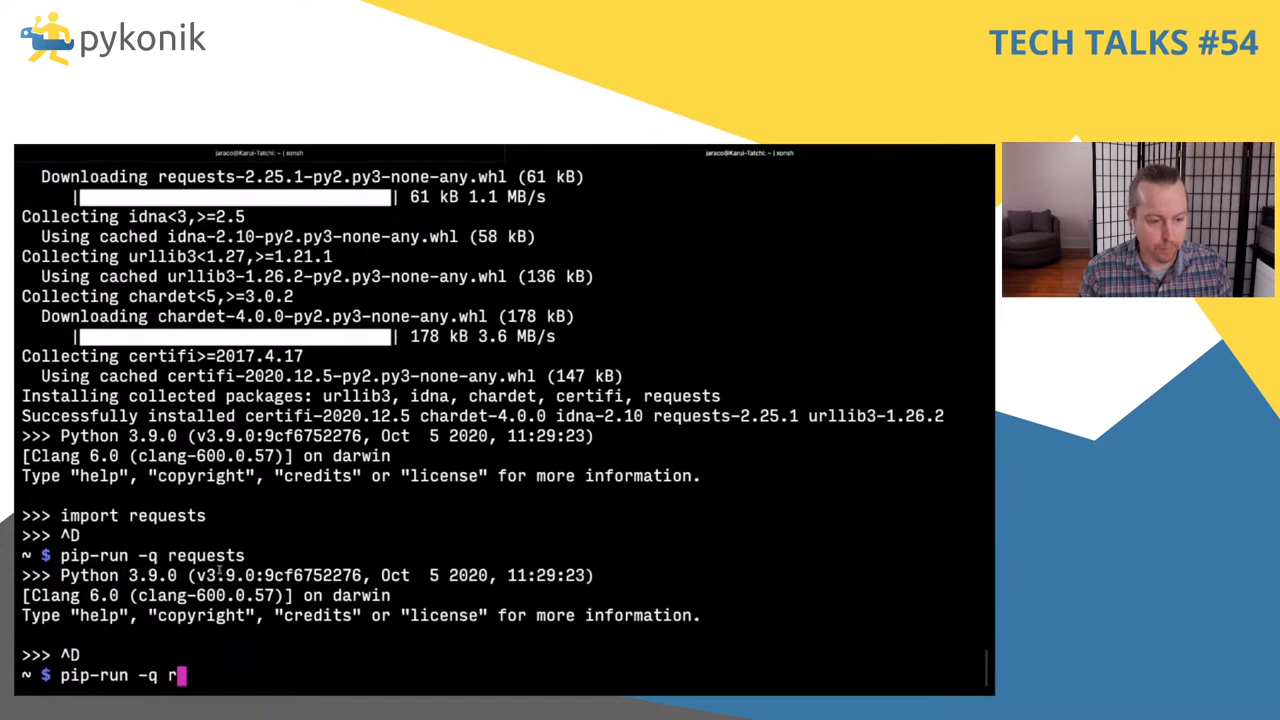 pykonik
TECH TALKS #54
jaraco@Karui-Tatchi: ~ | xonsh
jaraco@Karui-Tatchi: ~ | xonsh
Downloading requests-2.25.1-py2.py3-none-any.whl (61 kB)
| | 61 kB 1.1 MB/s
Collecting idna<3,>=2.5
Using cached idna-2.10-py2.py3-none-any.whl (58 kB)
Collecting urllib3<1.27,>=1.21.1
Using cached urllib3-1.26.2-py2.py3-none-any.whl (136 kB)
Collecting chardet<5,>=3.0.2
Downloading chardet-4.0.0-py2.py3-none-any.whl (178 kB)
| | 178 kB 3.6 MB/s
Collecting certifi>=2017.4.17
Using cached certifi-2020.12.5-py2.py3-none-any.whl (147 kB)
Installing collected packages: urllib3, idna, chardet, certifi, requests
Successfully installed certifi-2020.12.5 chardet-4.0.0 idna-2.10 requests-2.25.1 urllib3-1.26.2
>>> Python 3.9.0 (v3.9.0:9cf6752276, Oct  5 2020, 11:29:23)
[Clang 6.0 (clang-600.0.57)] on darwin
Type "help", "copyright", "credits" or "license" for more information.
>>> import requests
>>> ^D
~ $ pip-run -q requests
>>> Python 3.9.0 (v3.9.0:9cf6752276, Oct  5 2020, 11:29:23)
[Clang 6.0 (clang-600.0.57)] on darwin
Type "help", "copyright", "credits" or "license" for more information.
>>> ^D
~ $ pip-run -q r